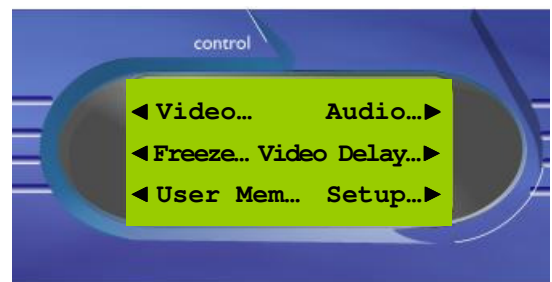 control
◄Video… Audio…►
◄Freeze… Video Delay…►
◄User Mem… Setup…►